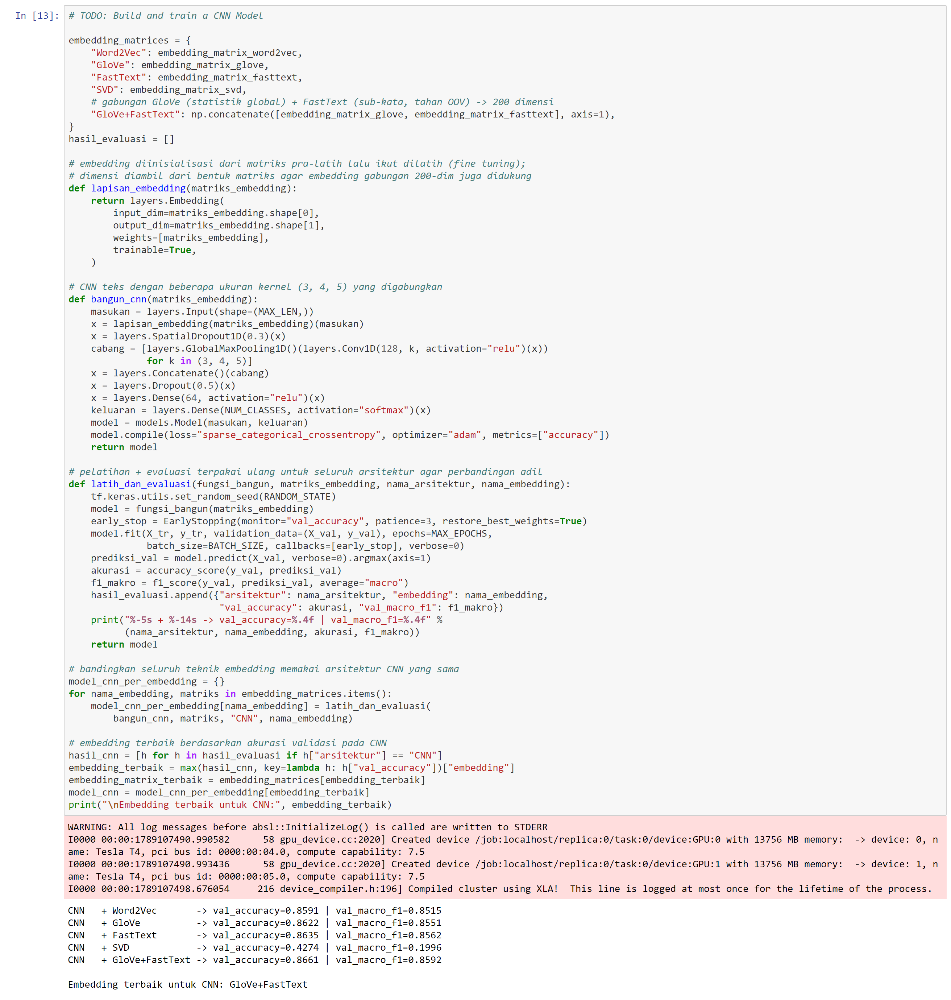 In [13]: # TODO: Build and train a CNN Model

embedding_matrices = {
    "Word2Vec": embedding_matrix_word2vec,
    "GloVe": embedding_matrix_glove,
    "FastText": embedding_matrix_fasttext,
    "SVD": embedding_matrix_svd,
    # gabungan GloVe (statistik global) + FastText (sub-kata, tahan OOV) -> 200 dimensi
    "GloVe+FastText": np.concatenate([embedding_matrix_glove, embedding_matrix_fasttext], axis=1),
}
hasil_evaluasi = []

# embedding diinisialisasi dari matriks pra-latih lalu ikut dilatih (fine tuning);
# dimensi diambil dari bentuk matriks agar embedding gabungan 200-dim juga didukung
def lapisan_embedding(matriks_embedding):
    return layers.Embedding(
        input_dim=matriks_embedding.shape[0],
        output_dim=matriks_embedding.shape[1],
        weights=[matriks_embedding],
        trainable=True,
    )

# CNN teks dengan beberapa ukuran kernel (3, 4, 5) yang digabungkan
def bangun_cnn(matriks_embedding):
    masukan = layers.Input(shape=(MAX_LEN,))
    x = lapisan_embedding(matriks_embedding)(masukan)
    x = layers.SpatialDropout1D(0.3)(x)
    cabang = [layers.GlobalMaxPooling1D()(layers.Conv1D(128, k, activation="relu")(x))
              for k in (3, 4, 5)]
    x = layers.Concatenate()(cabang)
    x = layers.Dropout(0.5)(x)
    x = layers.Dense(64, activation="relu")(x)
    keluaran = layers.Dense(NUM_CLASSES, activation="softmax")(x)
    model = models.Model(masukan, keluaran)
    model.compile(loss="sparse_categorical_crossentropy", optimizer="adam", metrics=["accuracy"])
    return model

# pelatihan + evaluasi terpakai ulang untuk seluruh arsitektur agar perbandingan adil
def latih_dan_evaluasi(fungsi_bangun, matriks_embedding, nama_arsitektur, nama_embedding):
    tf.keras.utils.set_random_seed(RANDOM_STATE)
    model = fungsi_bangun(matriks_embedding)
    early_stop = EarlyStopping(monitor="val_accuracy", patience=3, restore_best_weights=True)
    model.fit(X_tr, y_tr, validation_data=(X_val, y_val), epochs=MAX_EPOCHS,
              batch_size=BATCH_SIZE, callbacks=[early_stop], verbose=0)
    prediksi_val = model.predict(X_val, verbose=0).argmax(axis=1)
    akurasi = accuracy_score(y_val, prediksi_val)
    f1_makro = f1_score(y_val, prediksi_val, average="macro")
    hasil_evaluasi.append({"arsitektur": nama_arsitektur, "embedding": nama_embedding,
                           "val_accuracy": akurasi, "val_macro_f1": f1_makro})
    print("%-5s + %-14s -> val_accuracy=%.4f | val_macro_f1=%.4f" %
          (nama_arsitektur, nama_embedding, akurasi, f1_makro))
    return model

# bandingkan seluruh teknik embedding memakai arsitektur CNN yang sama
model_cnn_per_embedding = {}
for nama_embedding, matriks in embedding_matrices.items():
    model_cnn_per_embedding[nama_embedding] = latih_dan_evaluasi(
        bangun_cnn, matriks, "CNN", nama_embedding)

# embedding terbaik berdasarkan akurasi validasi pada CNN
hasil_cnn = [h for h in hasil_evaluasi if h["arsitektur"] == "CNN"]
embedding_terbaik = max(hasil_cnn, key=lambda h: h["val_accuracy"])["embedding"]
embedding_matrix_terbaik = embedding_matrices[embedding_terbaik]
model_cnn = model_cnn_per_embedding[embedding_terbaik]
print("\nEmbedding terbaik untuk CNN:", embedding_terbaik)
WARNING: All log messages before absl::InitializeLog() is called are written to STDERR
I0000 00:00:1789107490.990582      58 gpu_device.cc:2020] Created device /job:localhost/replica:0/task:0/device:GPU:0 with 13756 MB memory:  -> device: 0, n
ame: Tesla T4, pci bus id: 0000:00:04.0, compute capability: 7.5
I0000 00:00:1789107490.993436      58 gpu_device.cc:2020] Created device /job:localhost/replica:0/task:0/device:GPU:1 with 13756 MB memory:  -> device: 1, n
ame: Tesla T4, pci bus id: 0000:00:05.0, compute capability: 7.5
I0000 00:00:1789107498.676054     216 device_compiler.h:196] Compiled cluster using XLA!  This line is logged at most once for the lifetime of the process.
CNN   + Word2Vec       -> val_accuracy=0.8591 | val_macro_f1=0.8515
CNN   + GloVe          -> val_accuracy=0.8622 | val_macro_f1=0.8551
CNN   + FastText       -> val_accuracy=0.8635 | val_macro_f1=0.8562
CNN   + SVD            -> val_accuracy=0.4274 | val_macro_f1=0.1996
CNN   + GloVe+FastText -> val_accuracy=0.8661 | val_macro_f1=0.8592

Embedding terbaik untuk CNN: GloVe+FastText